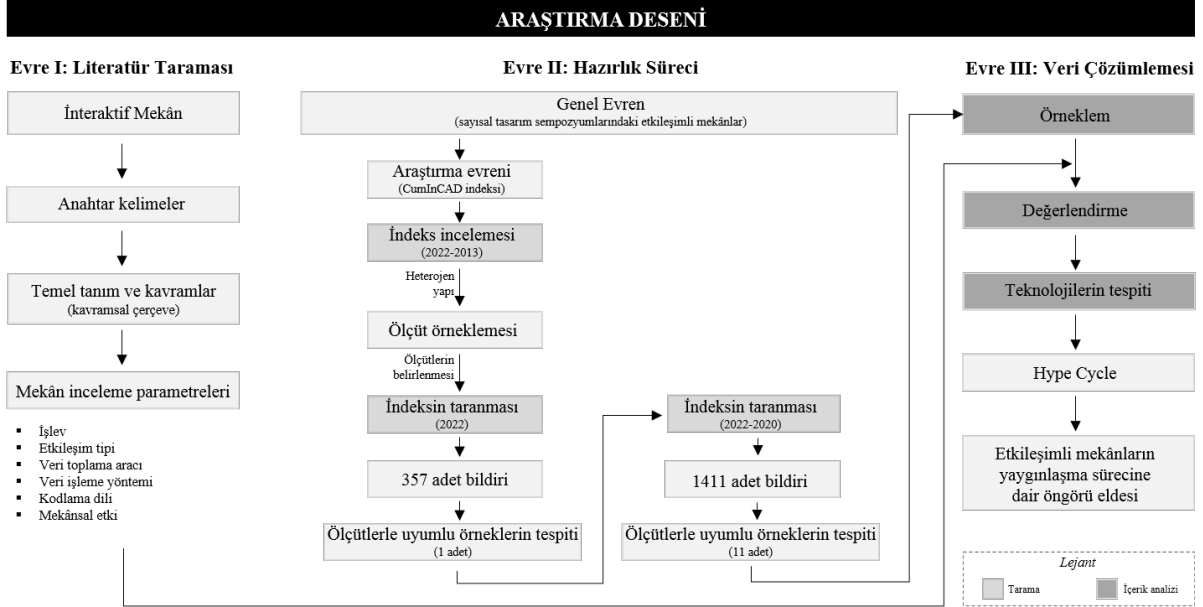 ARAŞTIRMA DESENİ
Evre I: Literatür Taraması
İnteraktif Mekân
Anahtar kelimeler
Temel tanım ve kavramlar
(kavramsal çerçeve)
Mekân inceleme parametreleri
▪ İşlev
▪ Etkileşim tipi
▪ Veri toplama aracı
▪ Veri işleme yöntemi
▪ Kodlama dili
▪ Mekânsal etki
Evre II: Hazırlık Süreci
Genel Evren
(sayısal tasarım sempozyumlarındaki etkileşimli mekânlar)
Araştırma evreni
(CumInCAD indeksi)
İndeks incelemesi
(2022-2013)
Heterojen
yapı
Ölçüt örneklemesi
Ölçütlerin
belirlenmesi
İndeksin taranması
(2022)
357 adet bildiri
Ölçütlerle uyumlu örneklerin tespiti
(1 adet)
İndeksin taranması
(2022-2020)
1411 adet bildiri
Ölçütlerle uyumlu örneklerin tespiti
(11 adet)
Evre III: Veri Çözümlemesi
Örneklem
Değerlendirme
Teknolojilerin tespiti
Hype Cycle
Etkileşimli mekânların
yaygınlaşma sürecine
dair öngörü eldesi
Lejant
Tarama
İçerik analizi